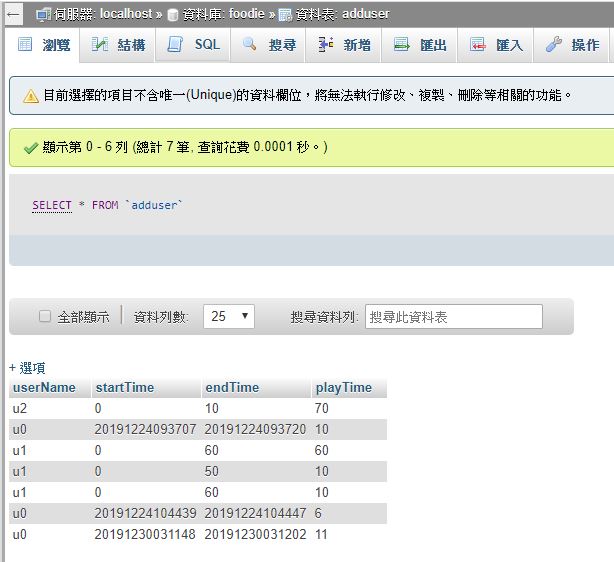 伺服器: localhost » 資料庫: foodie » 資料表: adduser
瀏覽 結構 SQL 搜尋 新增 匯出 匯入 操作
目前選擇的項目不含唯一(Unique)的資料欄位，將無法執行修改、複製、刪除等相關的功能。
顯示第 0 - 6 列 (總計 7 筆, 查詢花費 0.0001 秒。)
SELECT * FROM `adduser`
全部顯示 資料列數: 25 搜尋資料列: 搜尋此資料表
+ 選項
userName startTime endTime playTime
u2 0 10 70
u0 20191224093707 20191224093720 10
u1 0 60 60
u1 0 50 10
u1 0 60 10
u0 20191224104439 20191224104447 6
u0 20191230031148 20191230031202 11